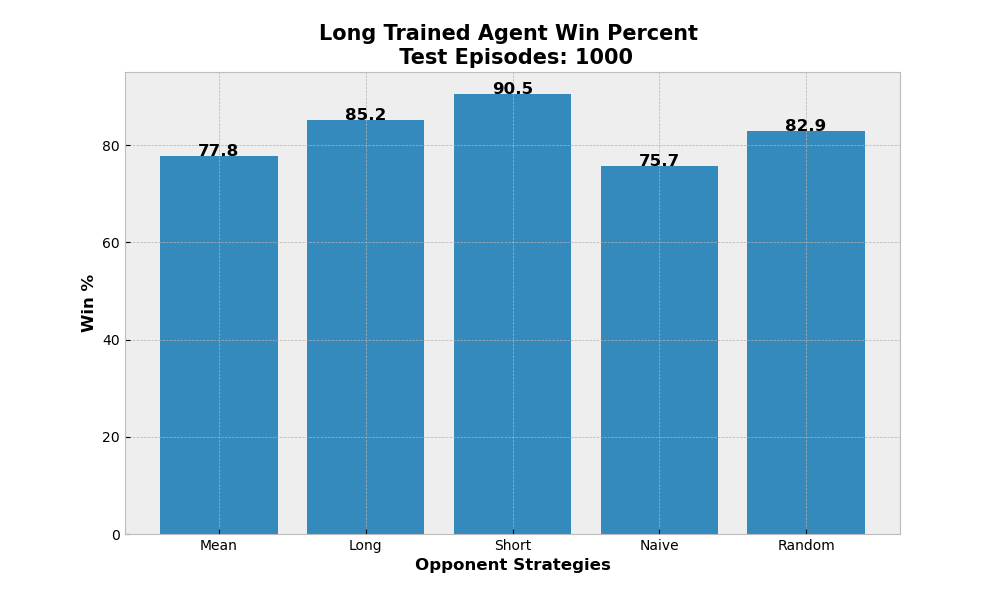 Long Trained Agent Win Percent
Test Episodes: 1000
90.5
85.2
82.9
77.8
75.7
80
60
40
20
0
Win %
Mean Long Short Naive Random
Opponent Strategies